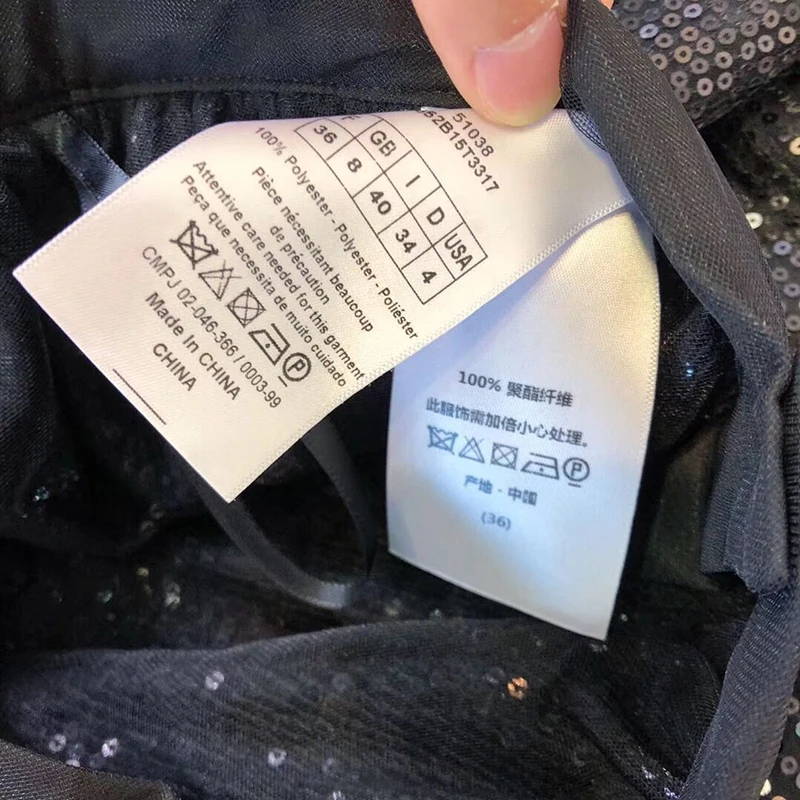 51038
52B15T3317
F GB I D USA
36 8 40 34 4
100% Polyester - Polyester - Poliéster
Pièce nécessitant beaucoup
de précaution
Attentive care needed for this garment
Peça que necessita de muito cuidado
P
CMPJ 02-046-366 / 0003-99
Made In CHINA
CHINA
100% 聚酯纤维
此服饰需加倍小心处理。
P
产地 - 中国
(36)